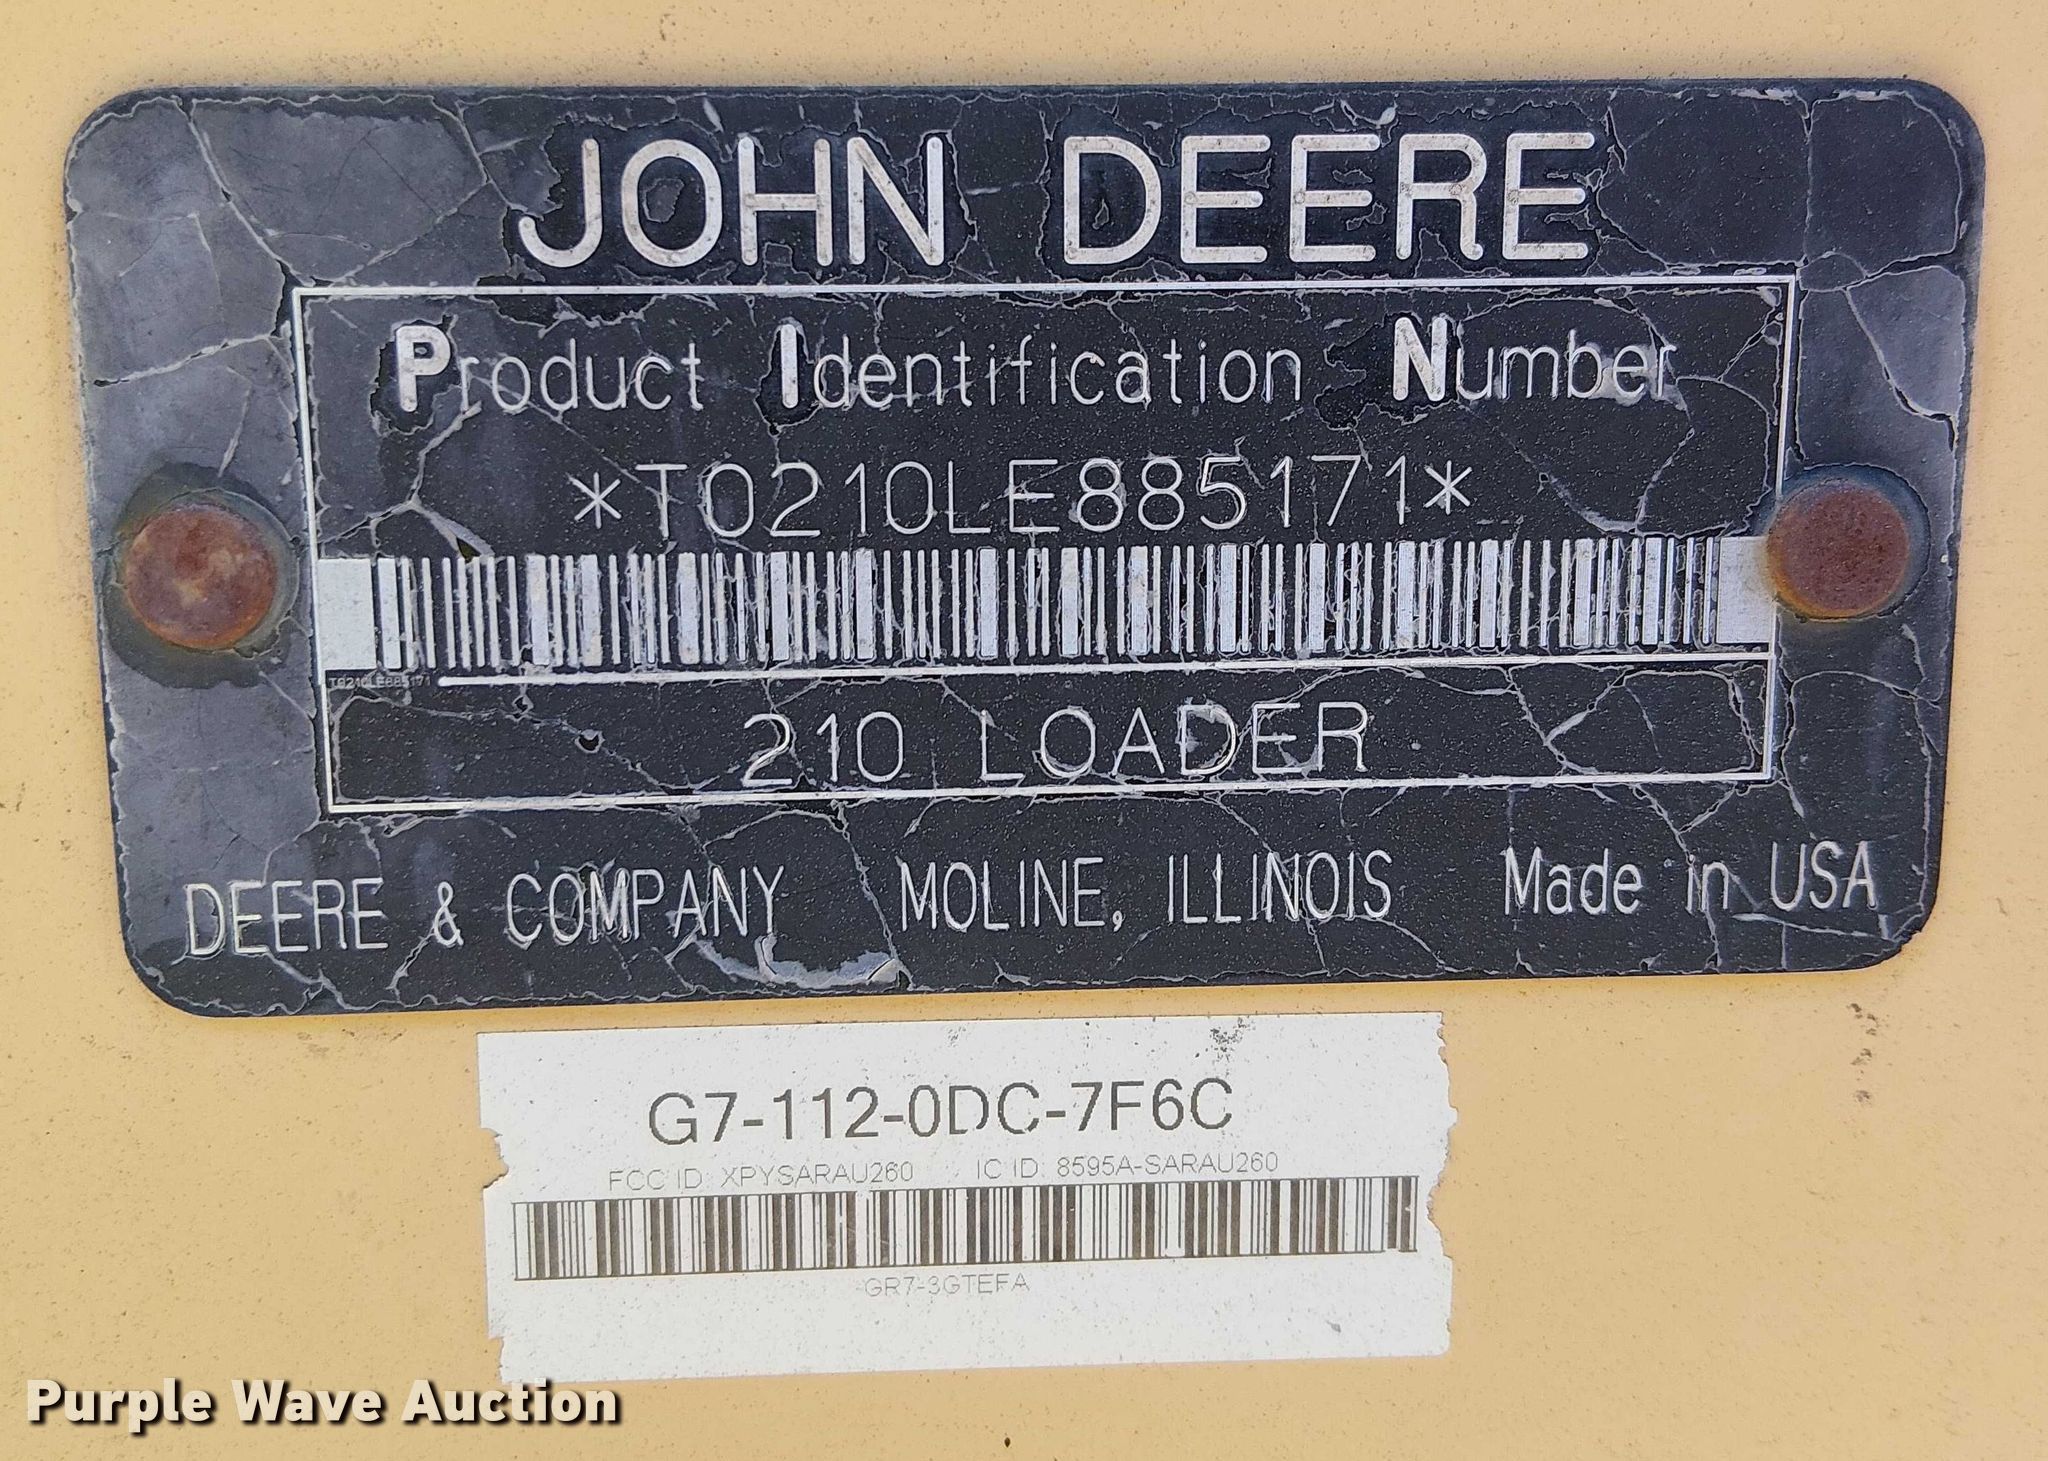 JOHN DEERE
Product Identification Number
*T0210LE885171*
T0210LE885171
210 LOADER
DEERE & COMPANY MOLINE, ILLINOIS Made in USA
G7-112-0DC-7F6C
FCC ID: XPYSARAU260 IC ID: 8595A-SARAU260
GR7-3GTEFA
Purple Wave Auction